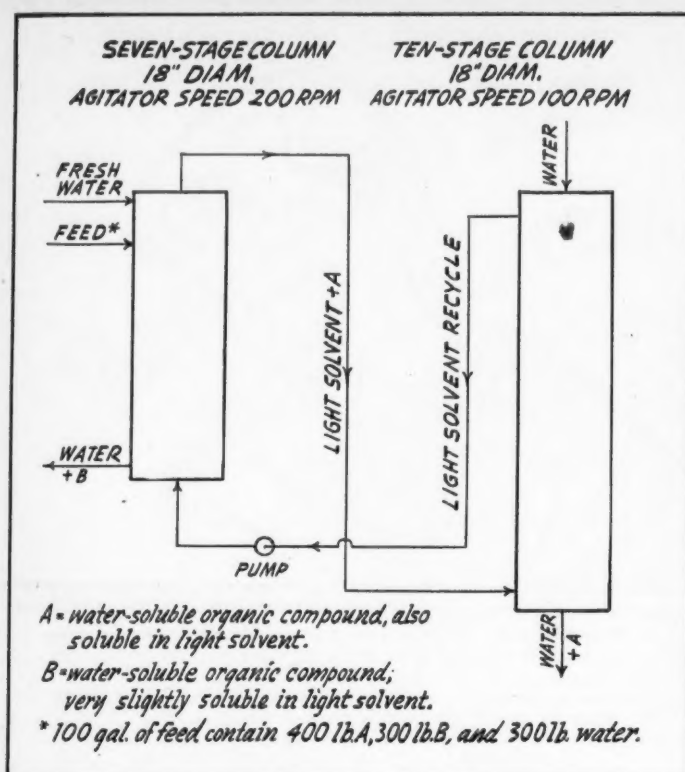 SEVEN-STAGE COLUMN
18" DIAM.
AGITATOR SPEED 200 RPM
TEN-STAGE COLUMN
18" DIAM.
AGITATOR SPEED 100 RPM
FRESH
WATER
FEED*
WATER
+B
LIGHT SOLVENT +A
LIGHT SOLVENT RECYCLE
PUMP
WATER
WATER
+ A
A = water-soluble organic compound, also
soluble in light solvent.
B = water-soluble organic compound;
very slightly soluble in light solvent.
* 100 gal. of feed contain 400 lb.A, 300 lb.B, and 300 lb. water.